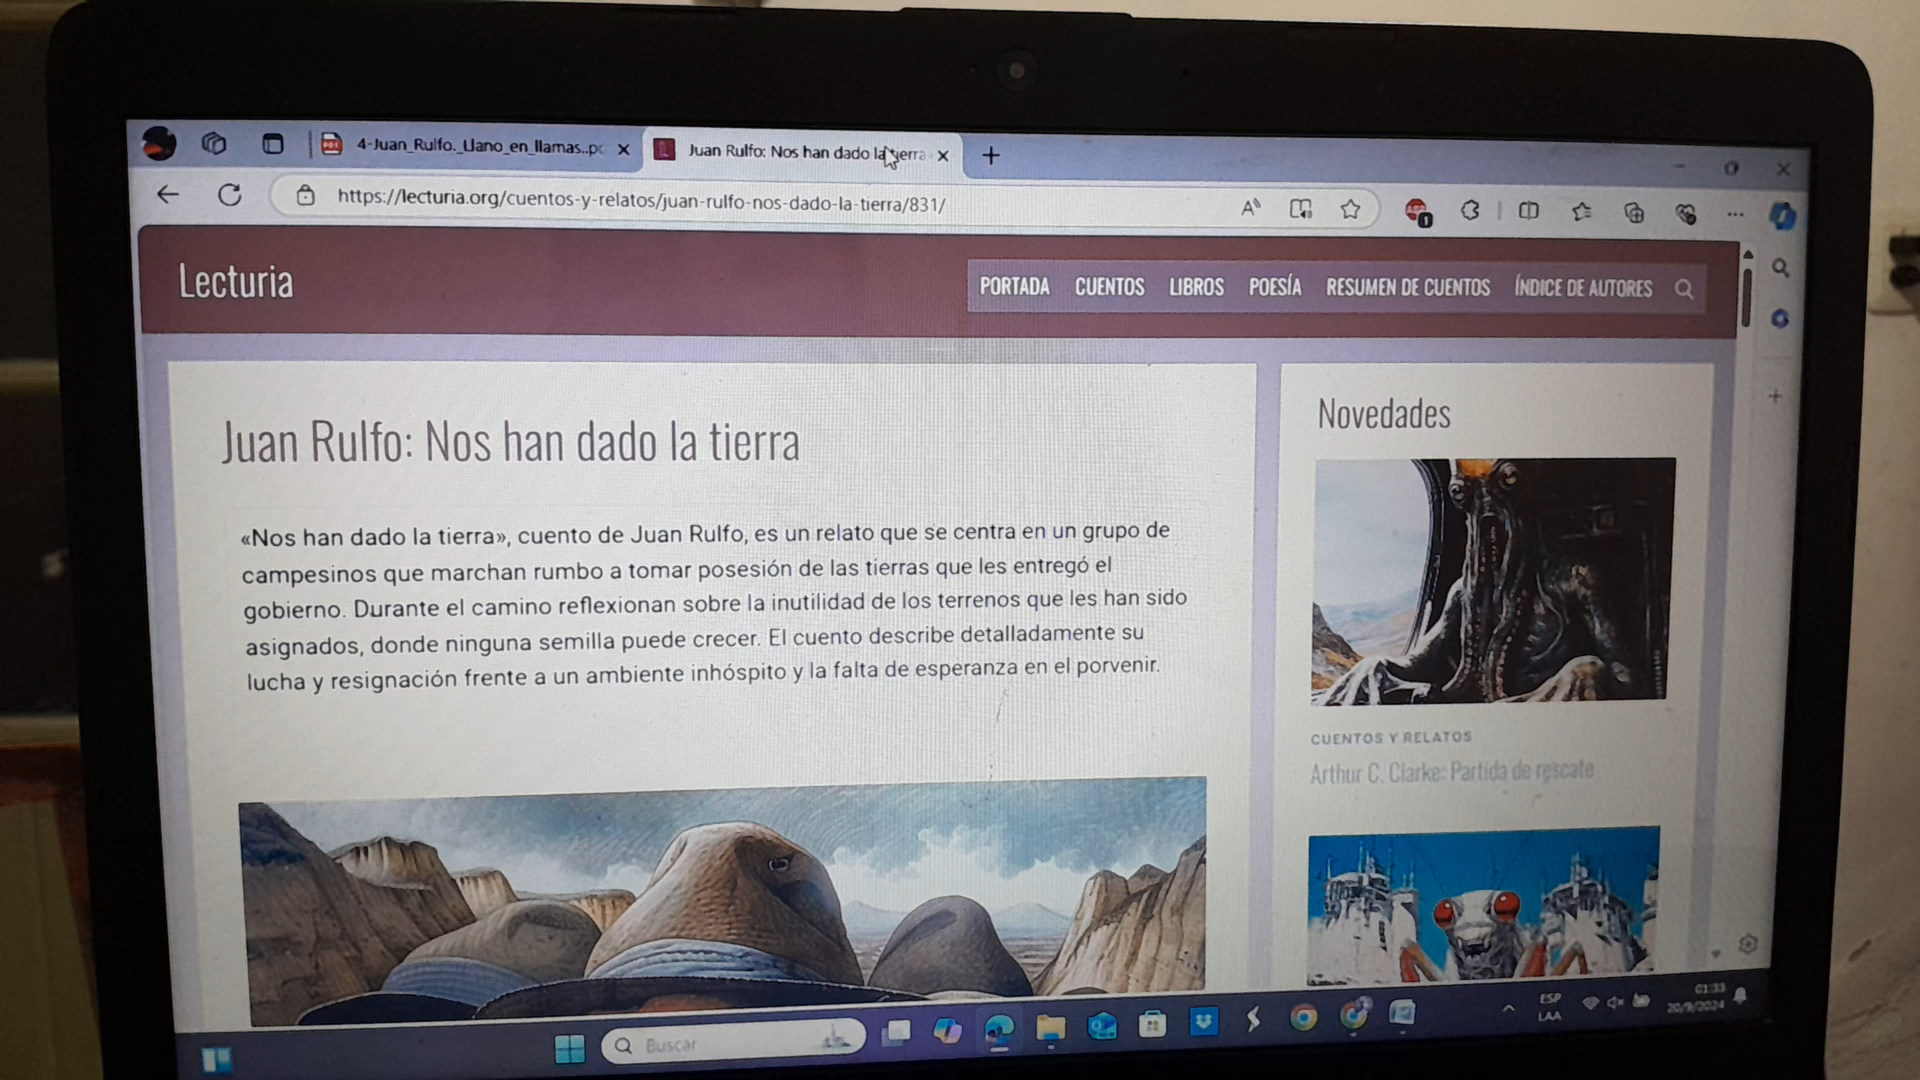 4-Juan_Rulfo._Llano_en_llamas..pd
Juan Rulfo: Nos han dado la tierra
https://lecturia.org/cuentos-y-relatos/juan-rulfo-nos-dado-la-tierra/831/
Lecturia
PORTADA CUENTOS LIBROS POESÍA RESUMEN DE CUENTOS ÍNDICE DE AUTORES
Juan Rulfo: Nos han dado la tierra
«Nos han dado la tierra», cuento de Juan Rulfo, es un relato que se centra en un grupo de
campesinos que marchan rumbo a tomar posesión de las tierras que les entregó el
gobierno. Durante el camino reflexionan sobre la inutilidad de los terrenos que les han sido
asignados, donde ninguna semilla puede crecer. El cuento describe detalladamente su
lucha y resignación frente a un ambiente inhóspito y la falta de esperanza en el porvenir.
Novedades
CUENTOS Y RELATOS
Arthur C. Clarke: Partida de rescate
Buscar
ESP
LAA
01:33
20/9/2024